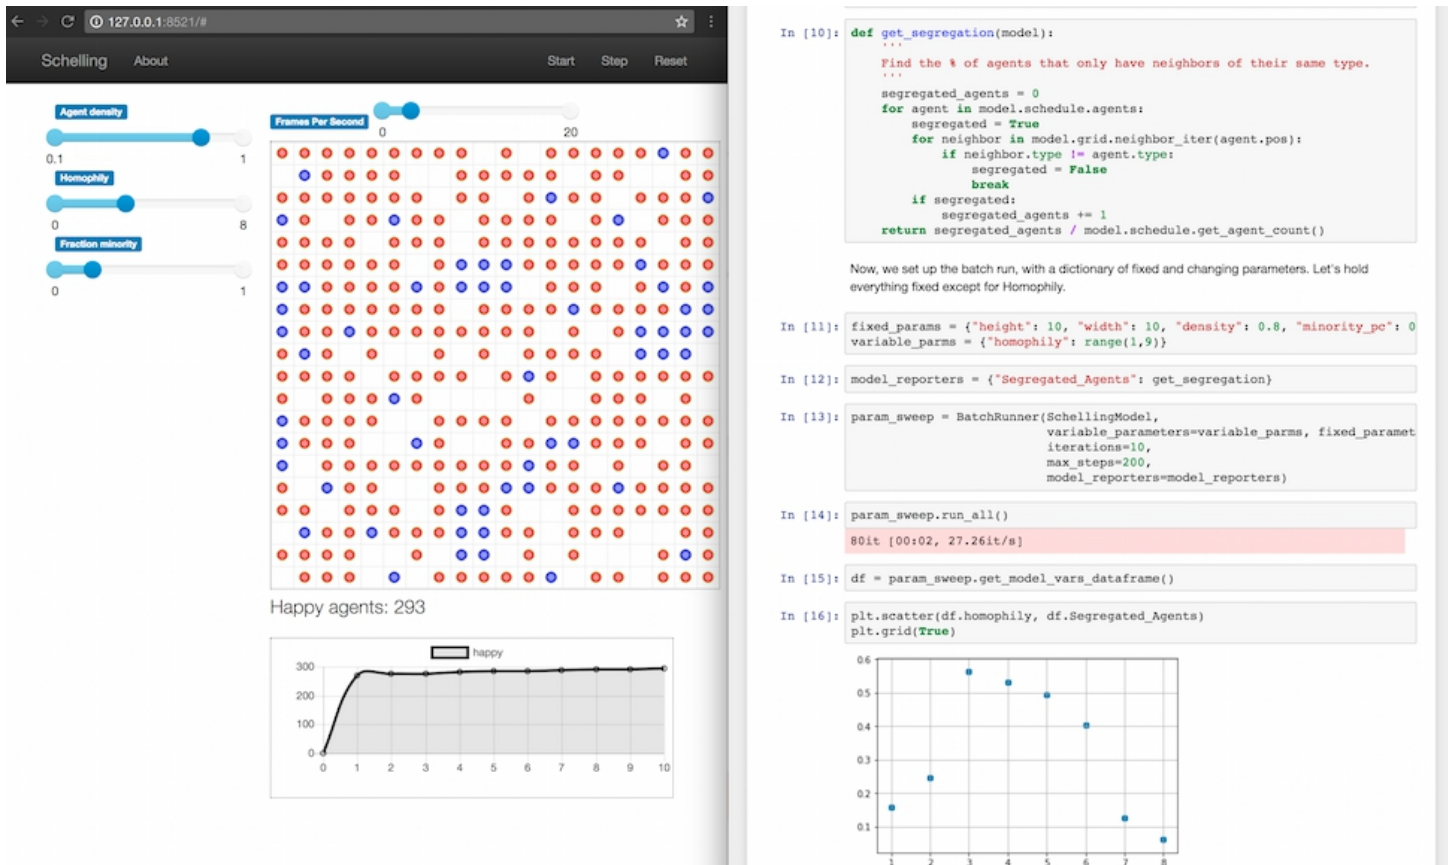 127.0.0.1:8521/#
Schelling
About
Start
Step
Reset
Agent density
0.1
1
Homophily
0
8
Fraction minority
0
1
Frames Per Second
0
20
Happy agents: 293
happy
300
200
100
0
0 1 2 3 4 5 6 7 8 9 10
In [10]: def get_segregation(model):
'''
Find the % of agents that only have neighbors of their same type.
'''
segregated_agents = 0
for agent in model.schedule.agents:
segregated = True
for neighbor in model.grid.neighbor_iter(agent.pos):
if neighbor.type != agent.type:
segregated = False
break
if segregated:
segregated_agents += 1
return segregated_agents / model.schedule.get_agent_count()
Now, we set up the batch run, with a dictionary of fixed and changing parameters. Let's hold
everything fixed except for Homophily.
In [11]: fixed_params = {"height": 10, "width": 10, "density": 0.8, "minority_pc": 0
variable_parms = {"homophily": range(1,9)}
In [12]: model_reporters = {"Segregated_Agents": get_segregation}
In [13]: param_sweep = BatchRunner(SchellingModel,
variable_parameters=variable_parms, fixed_paramet
iterations=10,
max_steps=200,
model_reporters=model_reporters)
In [14]: param_sweep.run_all()
80it [00:02, 27.26it/s]
In [15]: df = param_sweep.get_model_vars_dataframe()
In [16]: plt.scatter(df.homophily, df.Segregated_Agents)
plt.grid(True)
0.6
0.5
0.4
0.3
0.2
0.1
1 2 3 4 5 6 7 8